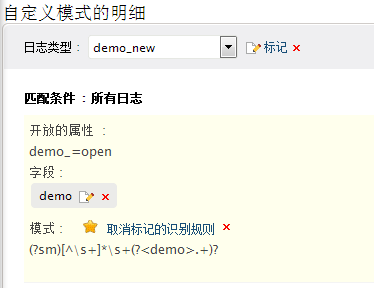 自定义模式的明细
日志类型： demo_new 标记
匹配条件 ：所有日志
开放的属性 ：
demo_=open
字段：
demo
模式： 取消标记的识别规则
(?sm)[^\s+]*\s+(?<demo>.+)?